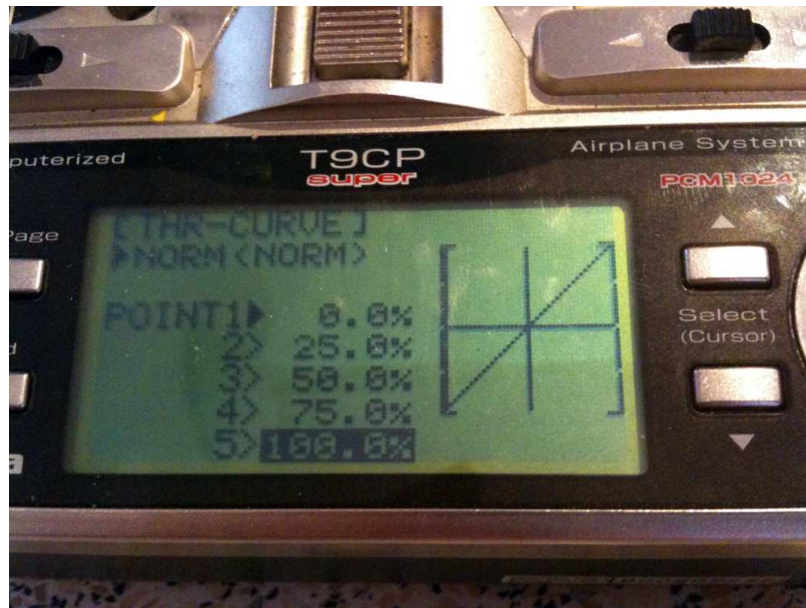 puterized
T9CP
super
Airplane System
PCM1024
Page
[THR-CURVE]
▶NORM(NORM)
POINT1▶ 0.0%
2> 25.0%
3> 50.0%
4> 75.0%
5> 100.0%
Select
(Cursor)
d
a